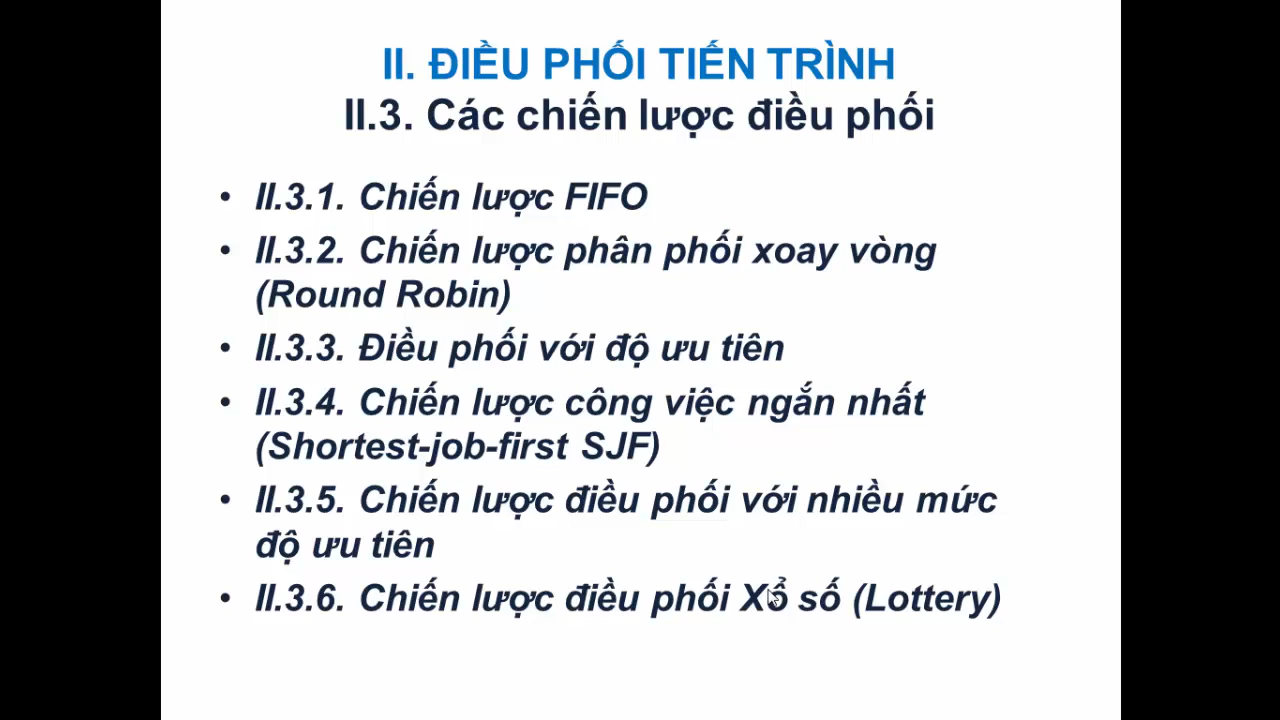 II. ĐIỀU PHỐI TIẾN TRÌNH
II.3. Các chiến lược điều phối
• II.3.1. Chiến lược FIFO
• II.3.2. Chiến lược phân phối xoay vòng
(Round Robin)
• II.3.3. Điều phối với độ ưu tiên
• II.3.4. Chiến lược công việc ngắn nhất
(Shortest-job-first SJF)
• II.3.5. Chiến lược điều phối với nhiều mức
độ ưu tiên
• II.3.6. Chiến lược điều phối Xổ số (Lottery)